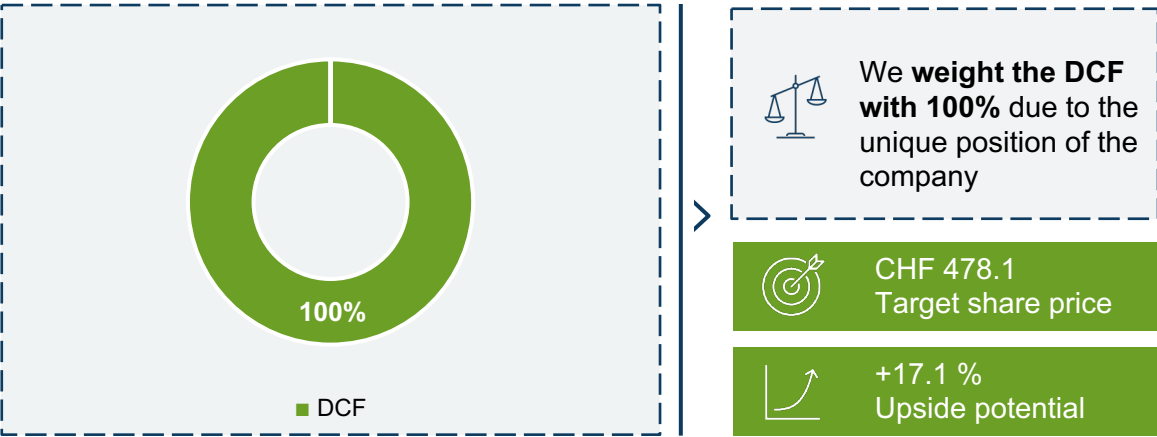 100%
DCF
We weight the DCF
with 100% due to the
unique position of the
company
CHF 478.1
Target share price
+17.1 %
Upside potential